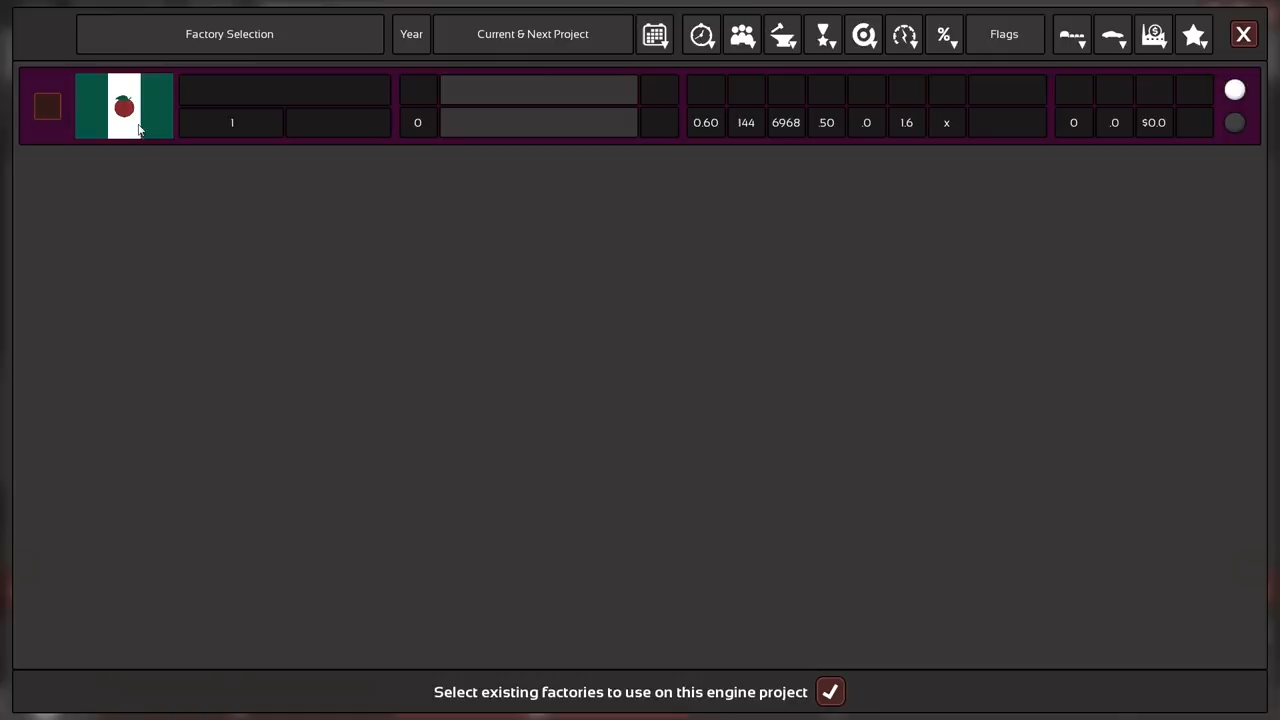 Factory Selection Year Current & Next Project % Flags X
1 0 0.60 144 6968 .50 .0 1.6 x 0 .0 $0.0
Select existing factories to use on this engine project